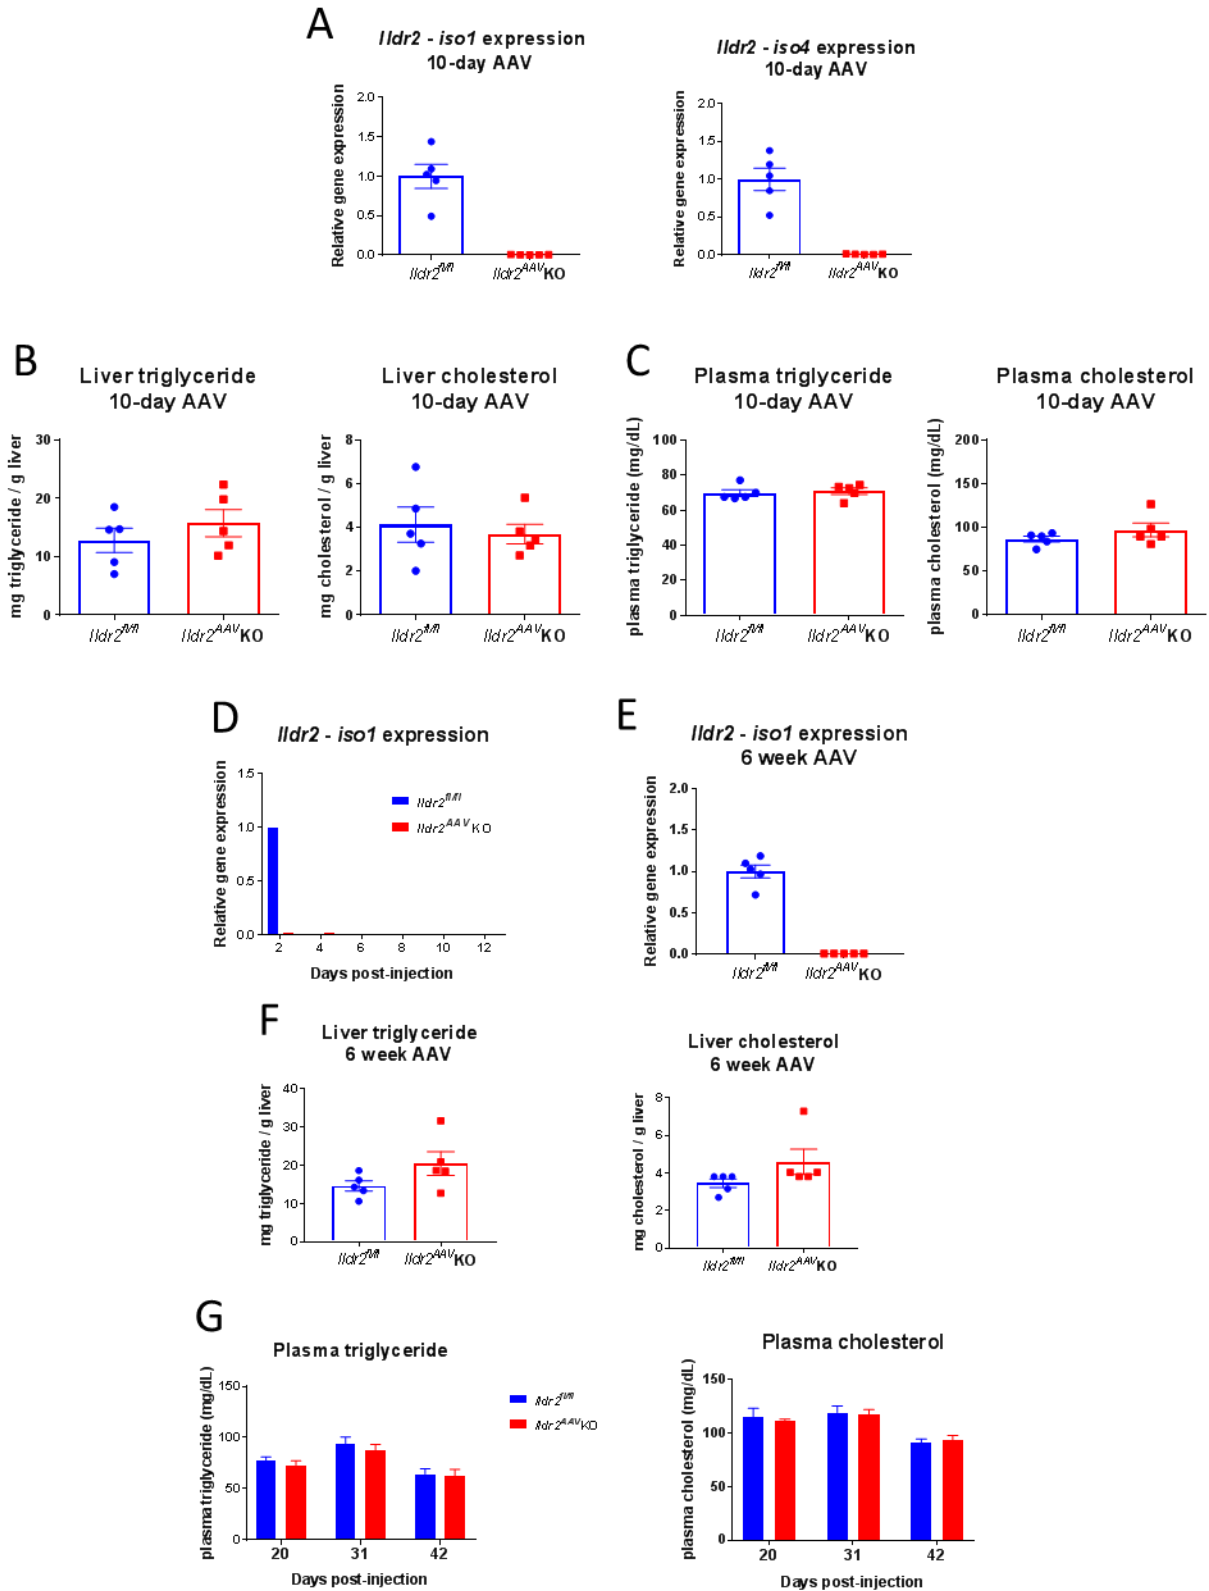 A
Ildr2 - iso1 expression
10-day AAV
Relative gene expression
2.0
1.5
1.0
0.5
0.0
Ildr2fl/fl
Ildr2AAVKO
Ildr2 - iso4 expression
10-day AAV
Relative gene expression
2.0
1.5
1.0
0.5
0.0
Ildr2fl/fl
Ildr2AAVKO
B
Liver triglyceride
10-day AAV
mg triglyceride / g liver
30
20
10
0
Ildr2fl/fl
Ildr2AAVKO
Liver cholesterol
10-day AAV
mg cholesterol / g liver
8
6
4
2
0
Ildr2fl/fl
Ildr2AAVKO
C
Plasma triglyceride
10-day AAV
plasma triglyceride (mg/dL)
100
80
60
40
20
0
Ildr2fl/fl
Ildr2AAVKO
Plasma cholesterol
10-day AAV
plasma cholesterol (mg/dL)
200
150
100
50
0
Ildr2fl/fl
Ildr2AAVKO
D
Ildr2 - iso1 expression
Relative gene expression
1.5
1.0
0.5
0.0
Ildr2fl/fl
Ildr2AAVKO
2 4 6 8 10 12
Days post-injection
E
Ildr2 - iso1 expression
6 week AAV
Relative gene expression
2.0
1.5
1.0
0.5
0.0
Ildr2fl/fl
Ildr2AAVKO
F
Liver triglyceride
6 week AAV
mg triglyceride / g liver
40
30
20
10
0
Ildr2fl/fl
Ildr2AAVKO
Liver cholesterol
6 week AAV
mg cholesterol / g liver
8
6
4
2
0
Ildr2fl/fl
Ildr2AAVKO
G
Plasma triglyceride
plasma triglyceride (mg/dL)
150
100
50
0
20 31 42
Days post-injection
Ildr2fl/fl
Ildr2AAVKO
Plasma cholesterol
plasma cholesterol (mg/dL)
150
100
50
0
20 31 42
Days post-injection